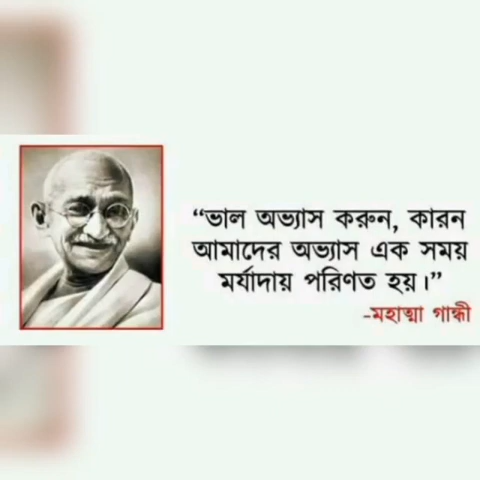 “ভাল অভ্যাস করুন, কারন
আমাদের অভ্যাস এক সময়
মর্যাদায় পরিণত হয়।”
-মহাত্মা গান্ধী